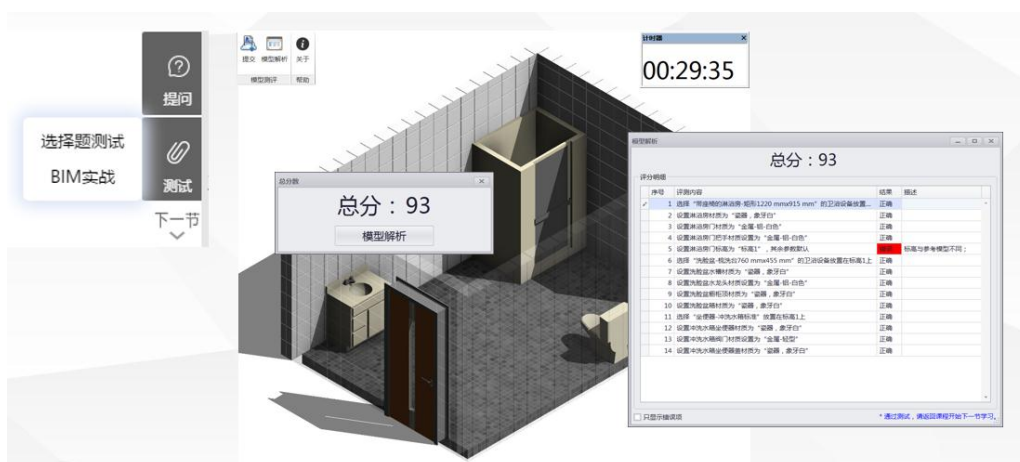 提问
选择题测试
BIM实战
测试
下一节
提交 模型解析 关于
模型测评 帮助
计时器 ×
00:29:35
总分数 ×
总分：93
模型解析
模型解析
总分：93
评分明细
序号 评测内容 结果 描述
1 选择“带座椅的淋浴房-矩形1220 mmx915 mm”的卫浴设备放置... 正确
2 设置淋浴房材质为“瓷器，象牙白” 正确
3 设置淋浴房门材质为“金属-铝-白色” 正确
4 设置淋浴房门把手材质设置为“金属-铝-白色” 正确
5 设置淋浴房门标高为“标高1”，其余参数默认 标高与参考模型不同；
6 选择“洗脸盆-梳洗台760 mmx455 mm”的卫浴设备放置在标高1上 正确
7 设置洗脸盆水槽材质为“瓷器，象牙白” 正确
8 设置洗脸盆水龙头材质设置为“金属-铝-白色” 正确
9 设置洗脸盆橱柜顶材质为“瓷器，象牙白” 正确
10 设置洗脸盆箱材质为“瓷器，象牙白” 正确
11 选择“坐便器-冲洗水箱标准”放置在标高1上 正确
12 设置冲洗水箱坐便器材质为“瓷器，象牙白” 正确
13 设置冲洗水箱阀门材质设置为“金属-轻型” 正确
14 设置冲洗水箱坐便器盖材质为“瓷器，象牙白” 正确
只显示错误项 * 通过测试，请返回课程开始下一节学习。